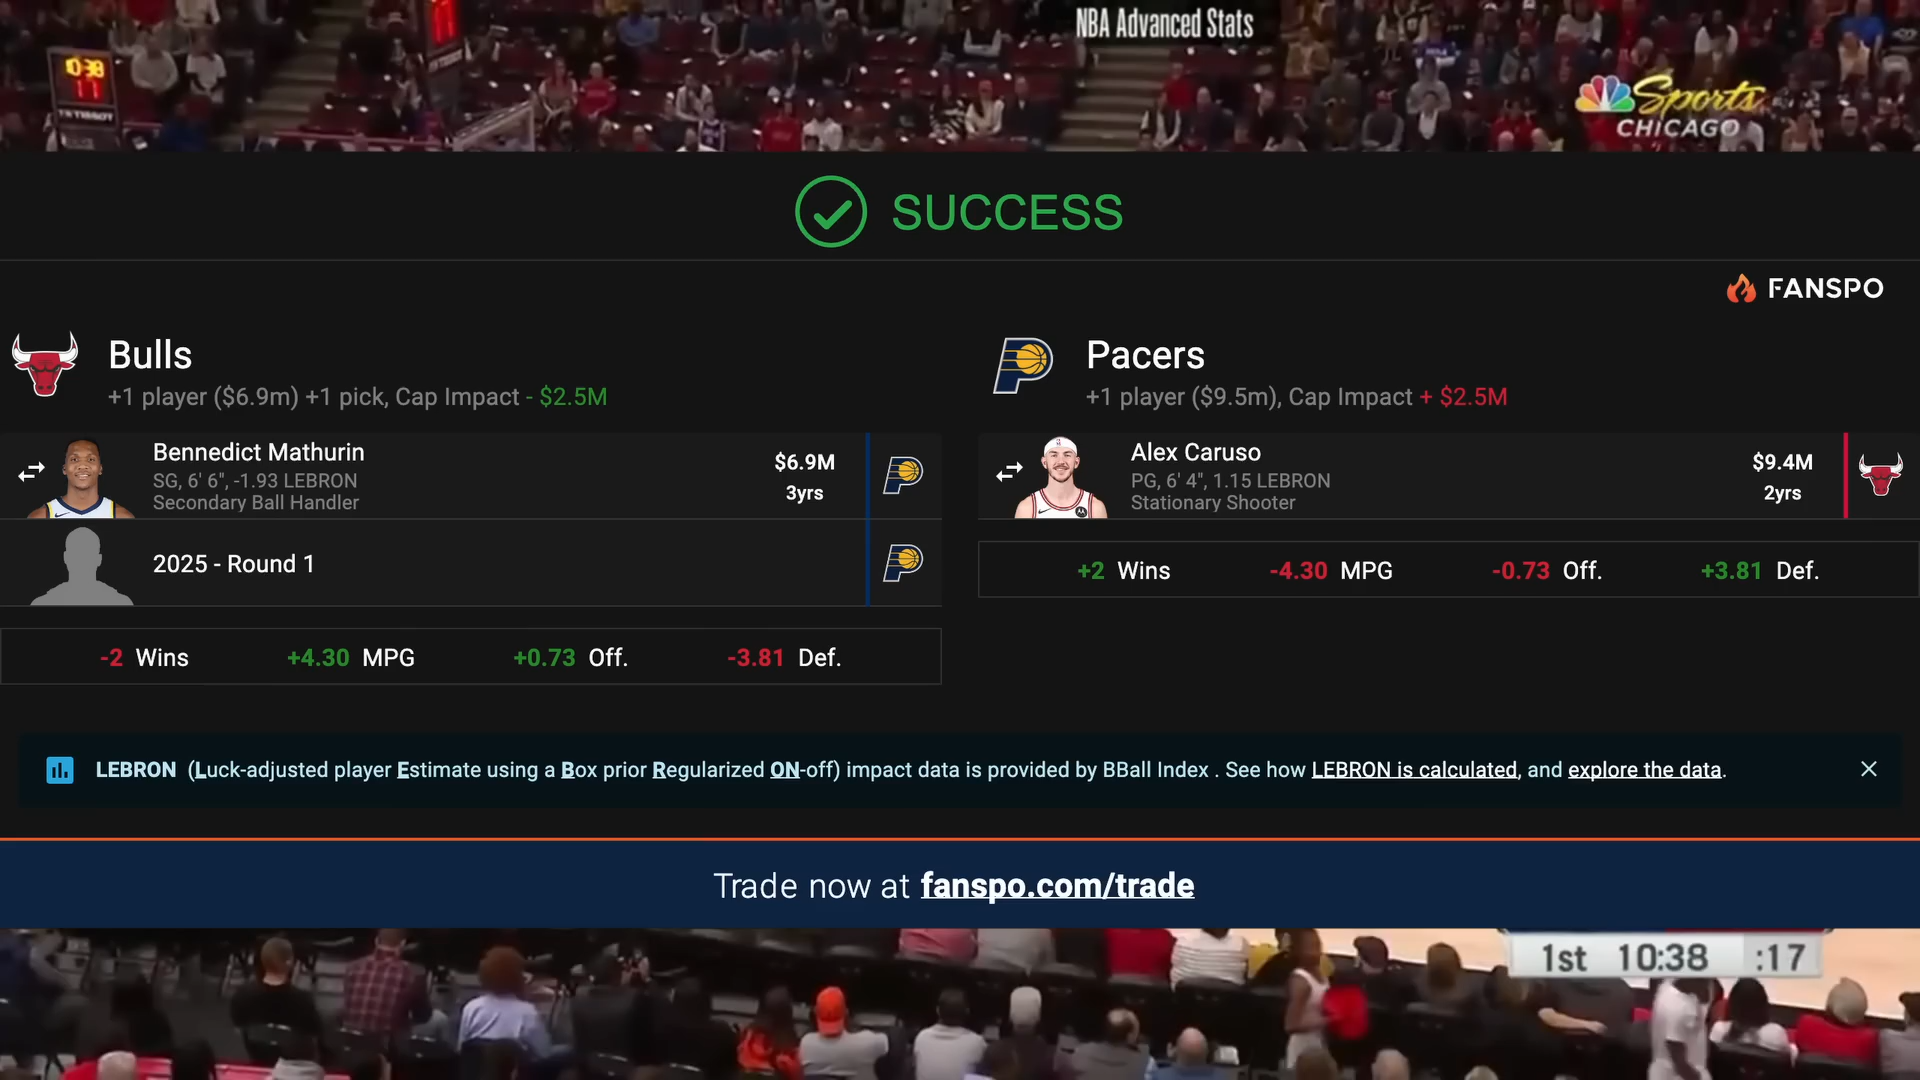 NBA Advanced Stats
10:38
17
TISSOT
Sports
CHICAGO
SUCCESS
FANSPO
Bulls
+1 player ($6.9m) +1 pick, Cap Impact - $2.5M
Bennedict Mathurin
SG, 6' 6", -1.93 LEBRON
Secondary Ball Handler
$6.9M
3yrs
2025 - Round 1
-2 Wins +4.30 MPG +0.73 Off. -3.81 Def.
Pacers
+1 player ($9.5m), Cap Impact + $2.5M
Alex Caruso
PG, 6' 4", 1.15 LEBRON
Stationary Shooter
$9.4M
2yrs
+2 Wins -4.30 MPG -0.73 Off. +3.81 Def.
LEBRON (Luck-adjusted player Estimate using a Box prior Regularized ON-off) impact data is provided by BBall Index . See how LEBRON is calculated, and explore the data.
Trade now at fanspo.com/trade
1st 10:38 :17